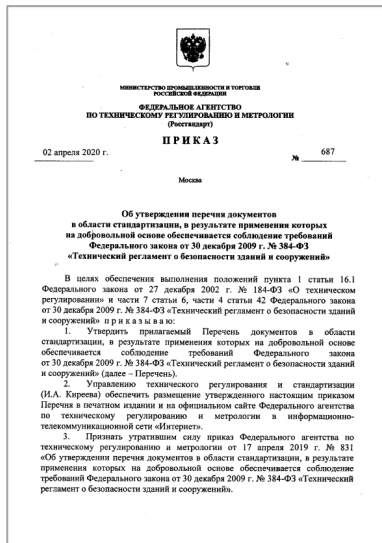 МИНИСТЕРСТВО ПРОМЫШЛЕННОСТИ И ТОРГОВЛИ
РОССИЙСКОЙ ФЕДЕРАЦИИ
ФЕДЕРАЛЬНОЕ АГЕНТСТВО
ПО ТЕХНИЧЕСКОМУ РЕГУЛИРОВАНИЮ И МЕТРОЛОГИИ
(Росстандарт)
ПРИКАЗ
02 апреля 2020 г. № 687
Москва
Об утверждении перечня документов
в области стандартизации, в результате применения которых
на добровольной основе обеспечивается соблюдение требований
Федерального закона от 30 декабря 2009 г. № 384-ФЗ
«Технический регламент о безопасности зданий и сооружений»
В целях обеспечения выполнения положений пункта 1 статьи 16.1
Федерального закона от 27 декабря 2002 г. № 184-ФЗ «О техническом
регулировании» и части 7 статьи 6, части 4 статьи 42 Федерального закона
от 30 декабря 2009 г. № 384-ФЗ «Технический регламент о безопасности зданий
и сооружений» приказываю:
1. Утвердить прилагаемый Перечень документов в области
стандартизации, в результате применения которых на добровольной основе
обеспечивается соблюдение требований Федерального закона
от 30 декабря 2009 г. № 384-ФЗ «Технический регламент о безопасности зданий
и сооружений» (далее – Перечень).
2. Управлению технического регулирования и стандартизации
(И.А. Киреева) обеспечить размещение утвержденного настоящим приказом
Перечня в печатном издании и на официальном сайте Федерального агентства
по техническому регулированию и метрологии в информационно-
телекоммуникационной сети «Интернет».
3. Признать утратившим силу приказ Федерального агентства по
техническому регулированию и метрологии от 17 апреля 2019 г. № 831
«Об утверждении перечня документов в области стандартизации, в результате
применения которых на добровольной основе обеспечивается соблюдение
требований Федерального закона от 30 декабря 2009 г. № 384-ФЗ «Технический
регламент о безопасности зданий и сооружений».